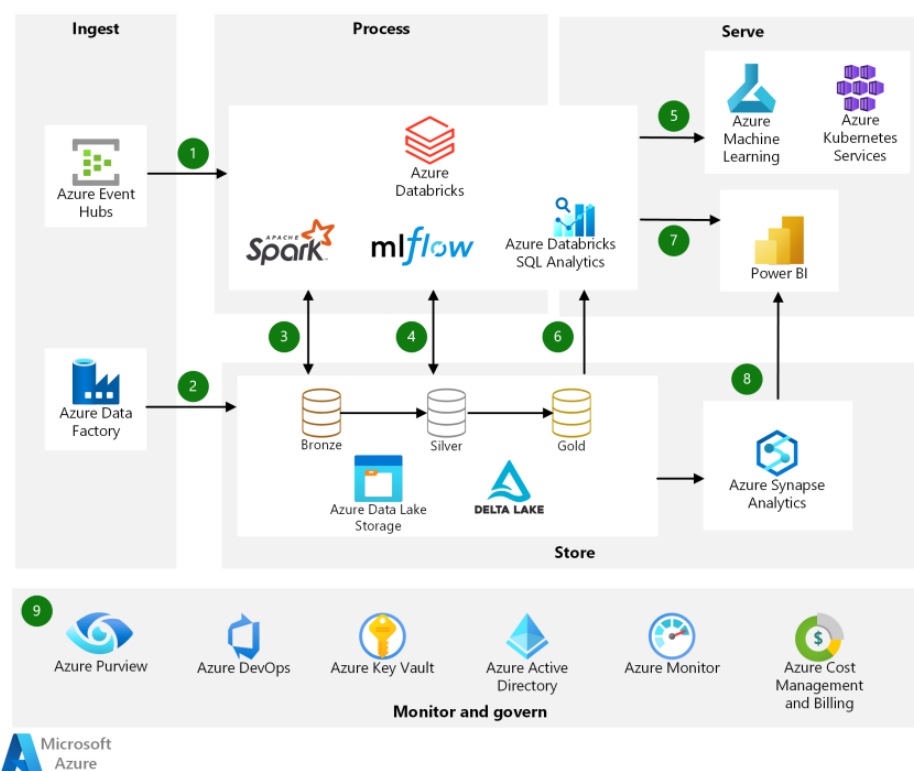 Ingest
Process
Serve
Azure Event
Hubs
1
Azure
Databricks
APACHE
Spark
mlflow
Azure Databricks
SQL Analytics
5
Azure
Machine
Learning
Azure
Kubernetes
Services
7
Power BI
3
4
6
Azure Data
Factory
2
Bronze
Silver
Gold
Azure Data Lake
Storage
DELTA LAKE
8
Azure Synapse
Analytics
Store
9
Azure Purview
Azure DevOps
Azure Key Vault
Azure Active
Directory
Azure Monitor
$
Azure Cost
Management
and Billing
Monitor and govern
Microsoft
Azure